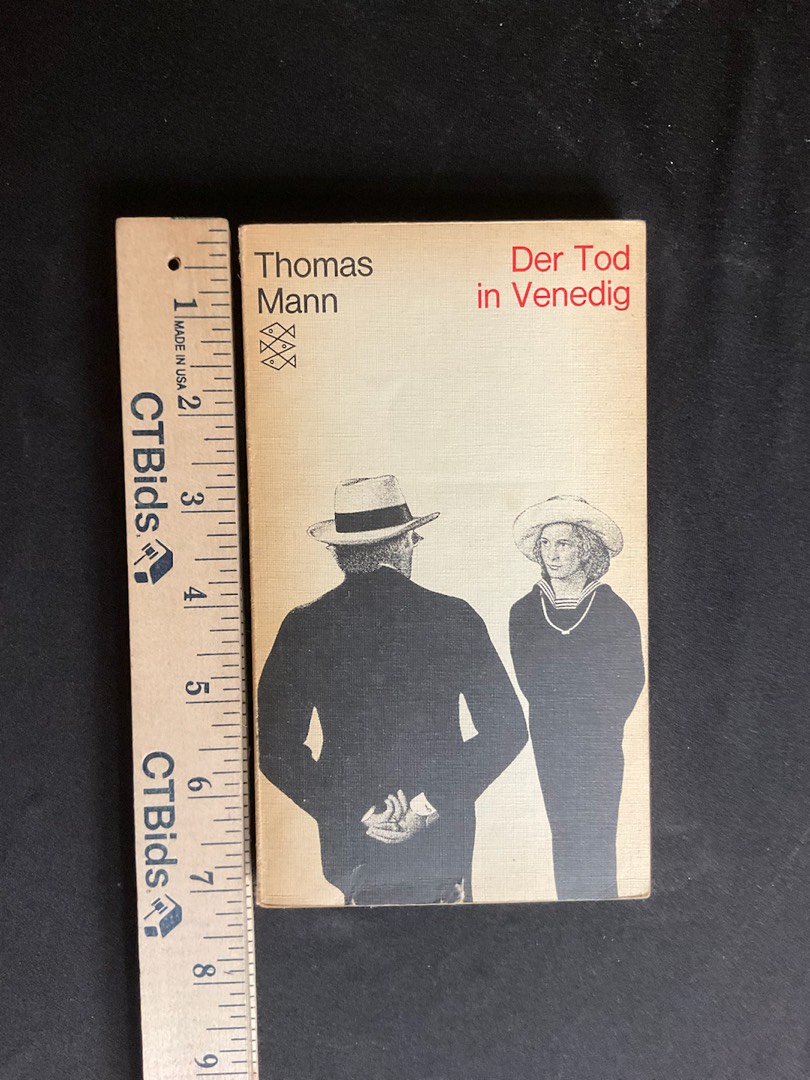 Thomas
Mann
Der Tod
in Venedig
1
MADE IN USA
2
CTBids
3
4
5
6
CTBids
7
8
9